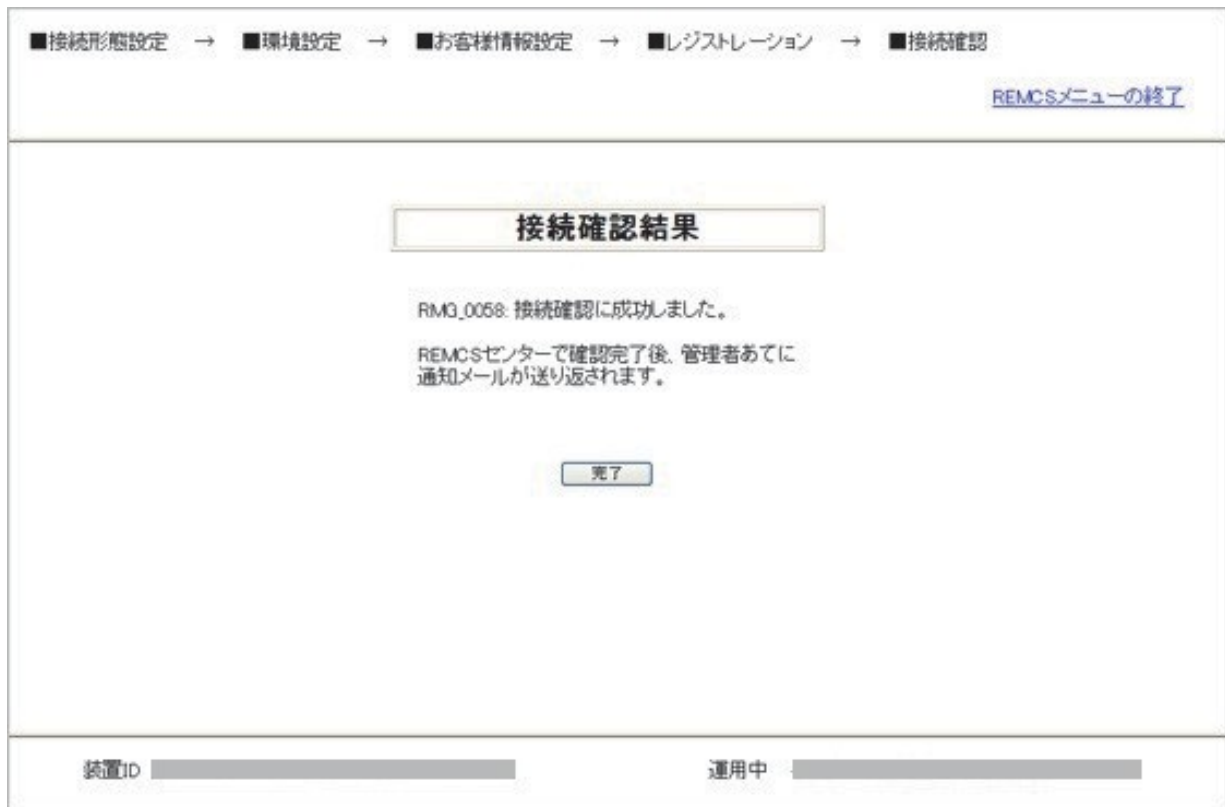 ■接続形態設定 → ■環境設定 → ■お客様情報設定 → ■レジストレーション → ■接続確認
REMCSメニューの終了
接続確認結果
RMG_0058: 接続確認に成功しました。
REMCSセンターで確認完了後、管理者あてに
通知メールが送り返されます。
完了
装置ID 運用中